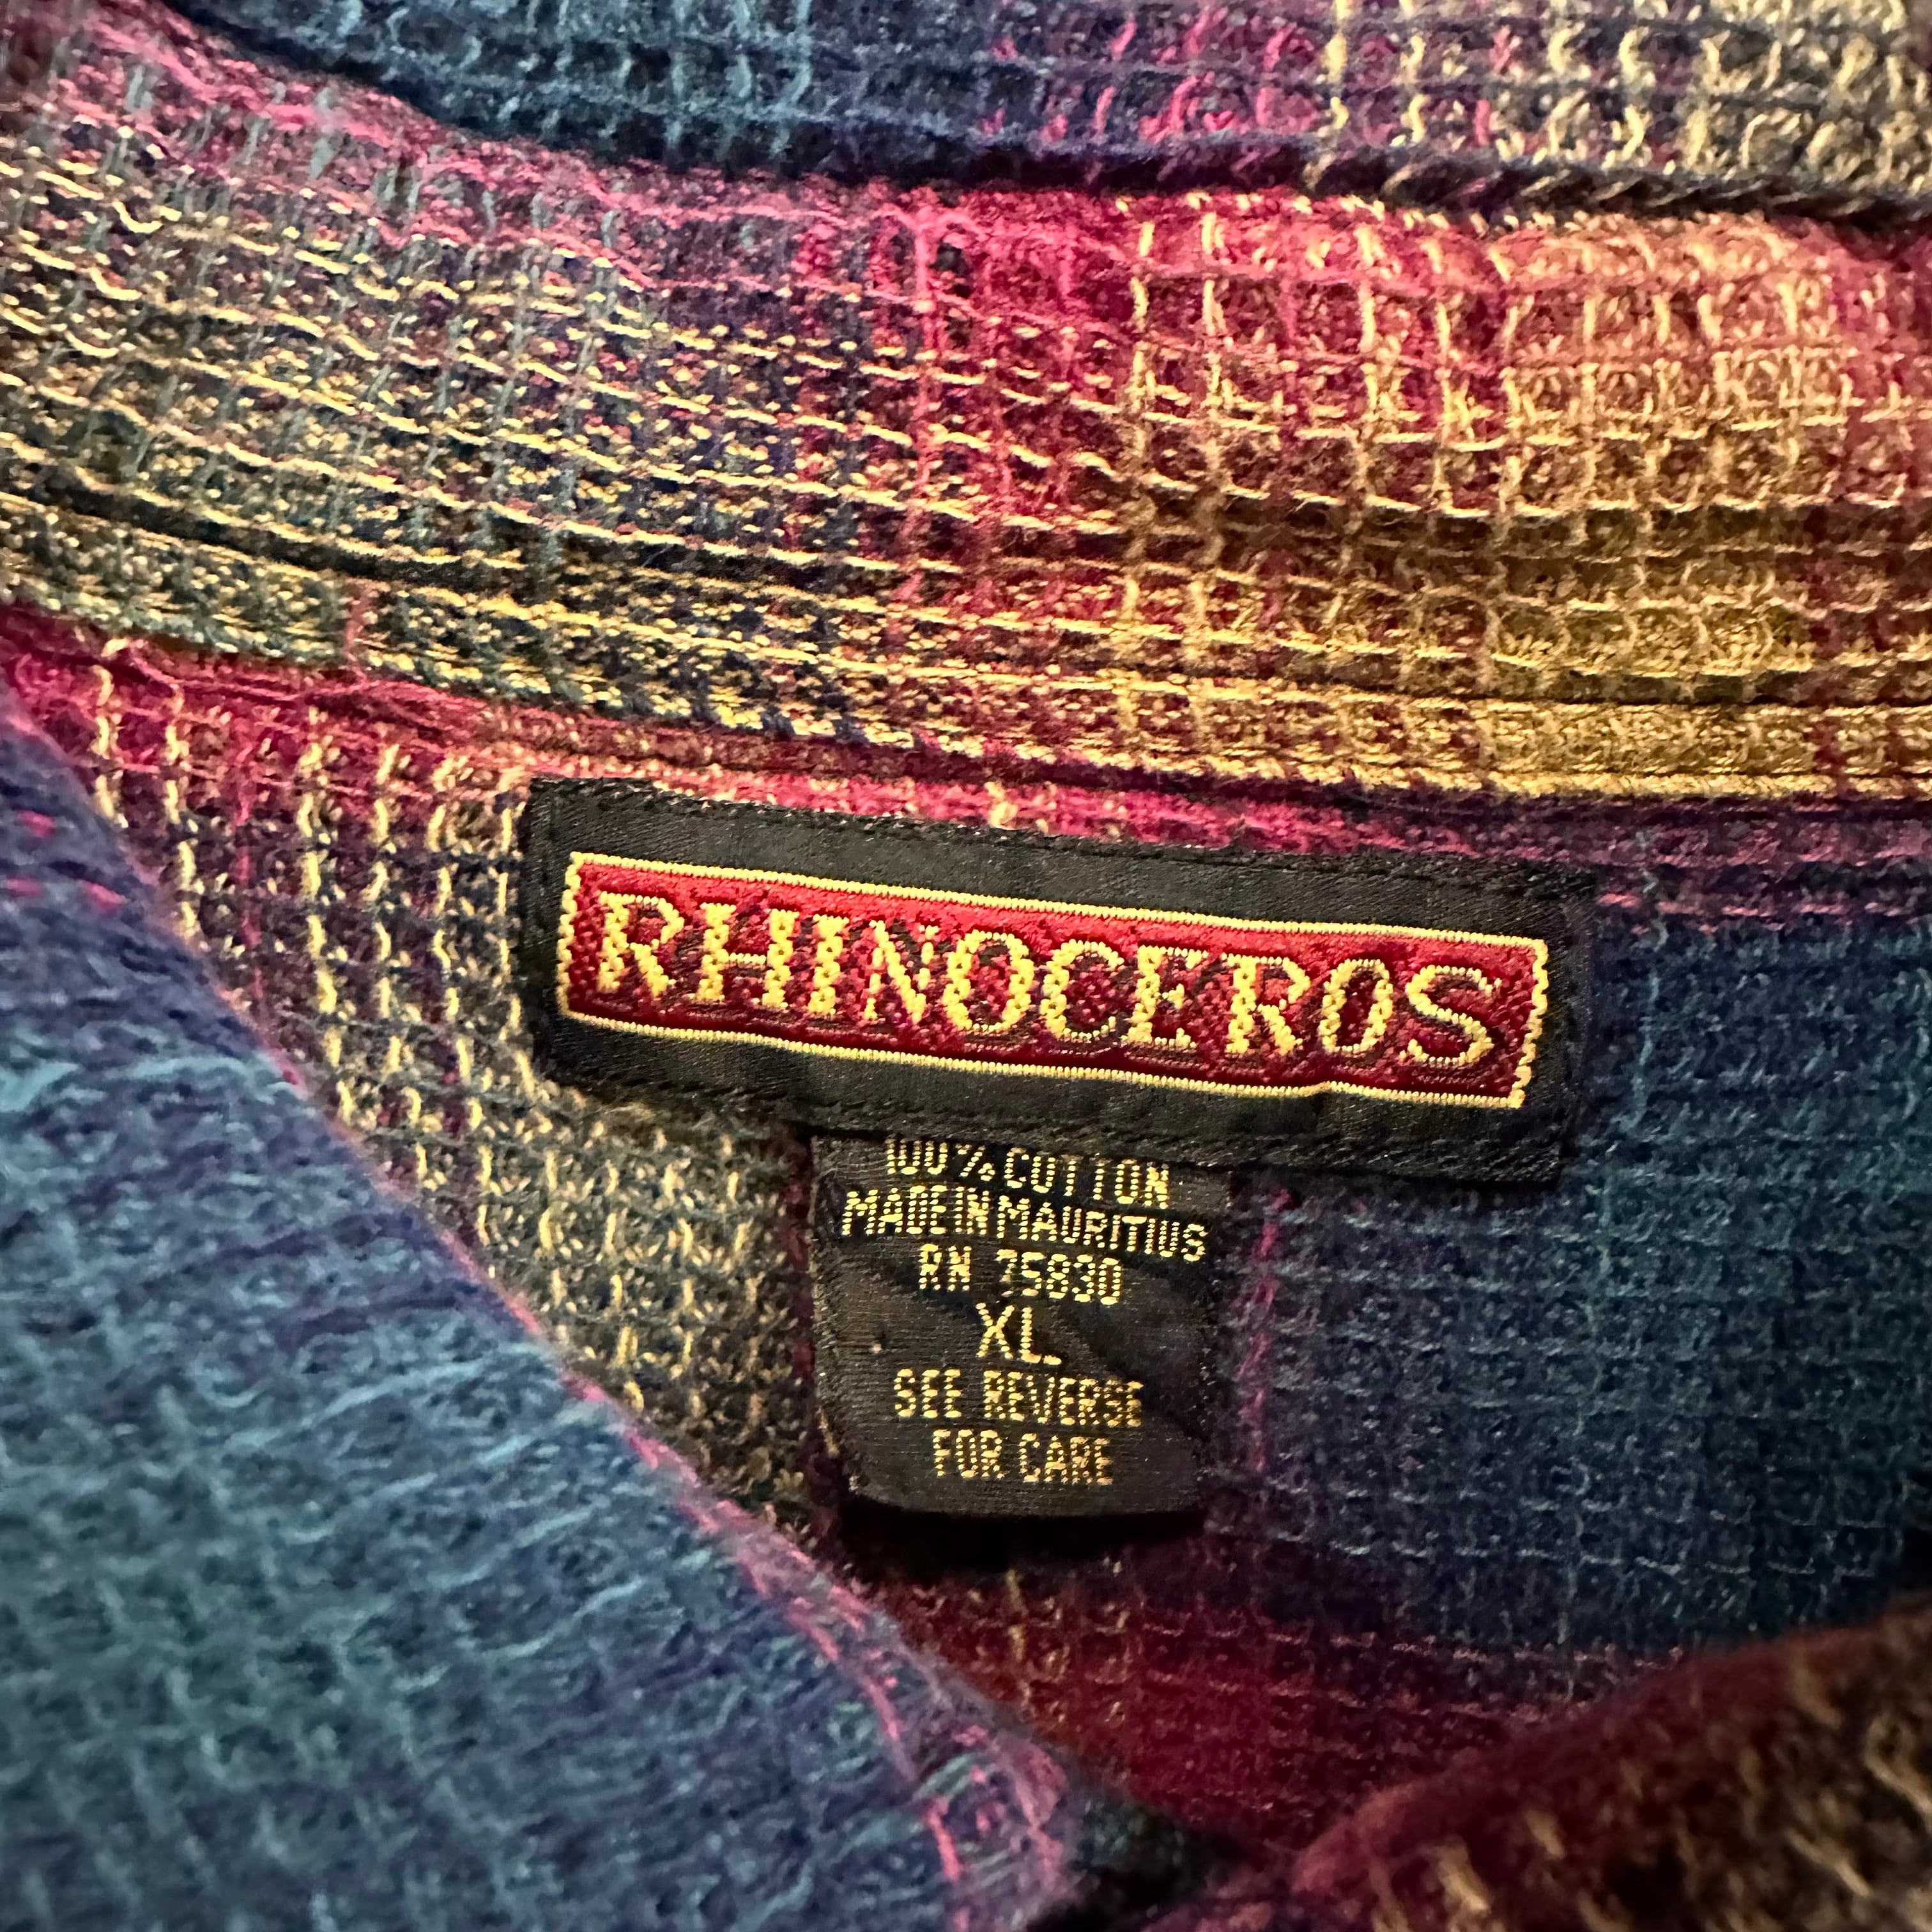 RHINOCEROS
100% COTTON
MADE IN MAURITIUS
RN 75830
XL
SEE REVERSE
FOR CARE